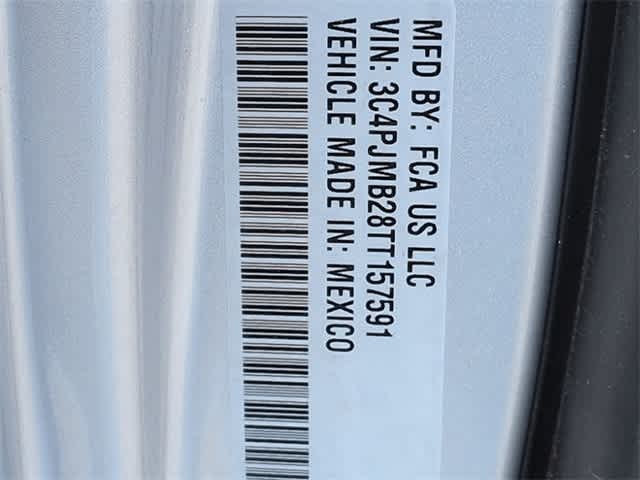 MFD BY: FCA US LLC
VIN: 3C4PJMB28TT157591
VEHICLE MADE IN: MEXICO